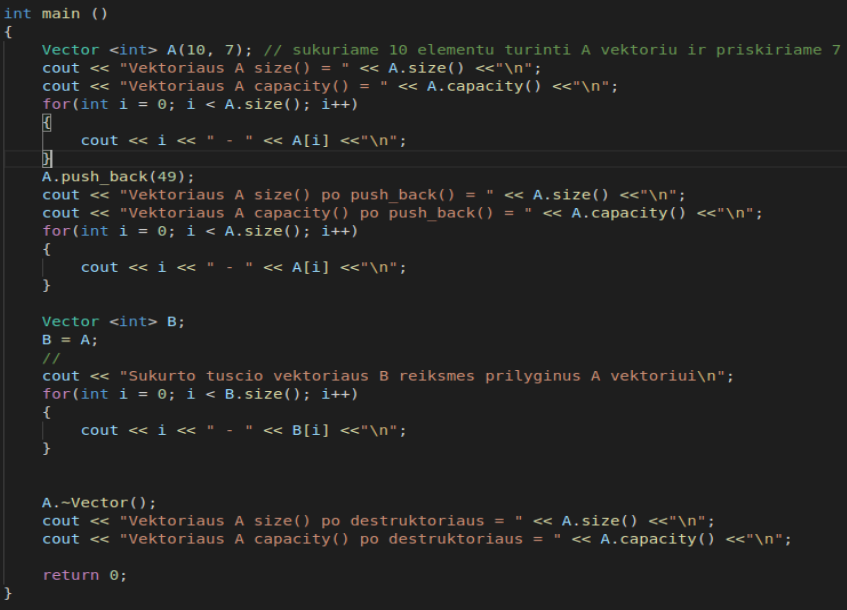 int main ()
{
    Vector <int> A(10, 7); // sukuriame 10 elementu turinti A vektoriu ir priskiriame 7
    cout << "Vektoriaus A size() = " << A.size() <<"\n";
    cout << "Vektoriaus A capacity() = " << A.capacity() <<"\n";
    for(int i = 0; i < A.size(); i++)
    {
        cout << i << " - " << A[i] <<"\n";
    }
    A.push_back(49);
    cout << "Vektoriaus A size() po push_back() = " << A.size() <<"\n";
    cout << "Vektoriaus A capacity() po push_back() = " << A.capacity() <<"\n";
    for(int i = 0; i < A.size(); i++)
    {
        cout << i << " - " << A[i] <<"\n";
    }

    Vector <int> B;
    B = A;
    //
    cout << "Sukurto tuscio vektoriaus B reiksmes prilyginus A vektoriui\n";
    for(int i = 0; i < B.size(); i++)
    {
        cout << i << " - " << B[i] <<"\n";
    }


    A.~Vector();
    cout << "Vektoriaus A size() po destruktoriaus = " << A.size() <<"\n";
    cout << "Vektoriaus A capacity() po destruktoriaus = " << A.capacity() <<"\n";

    return 0;
}